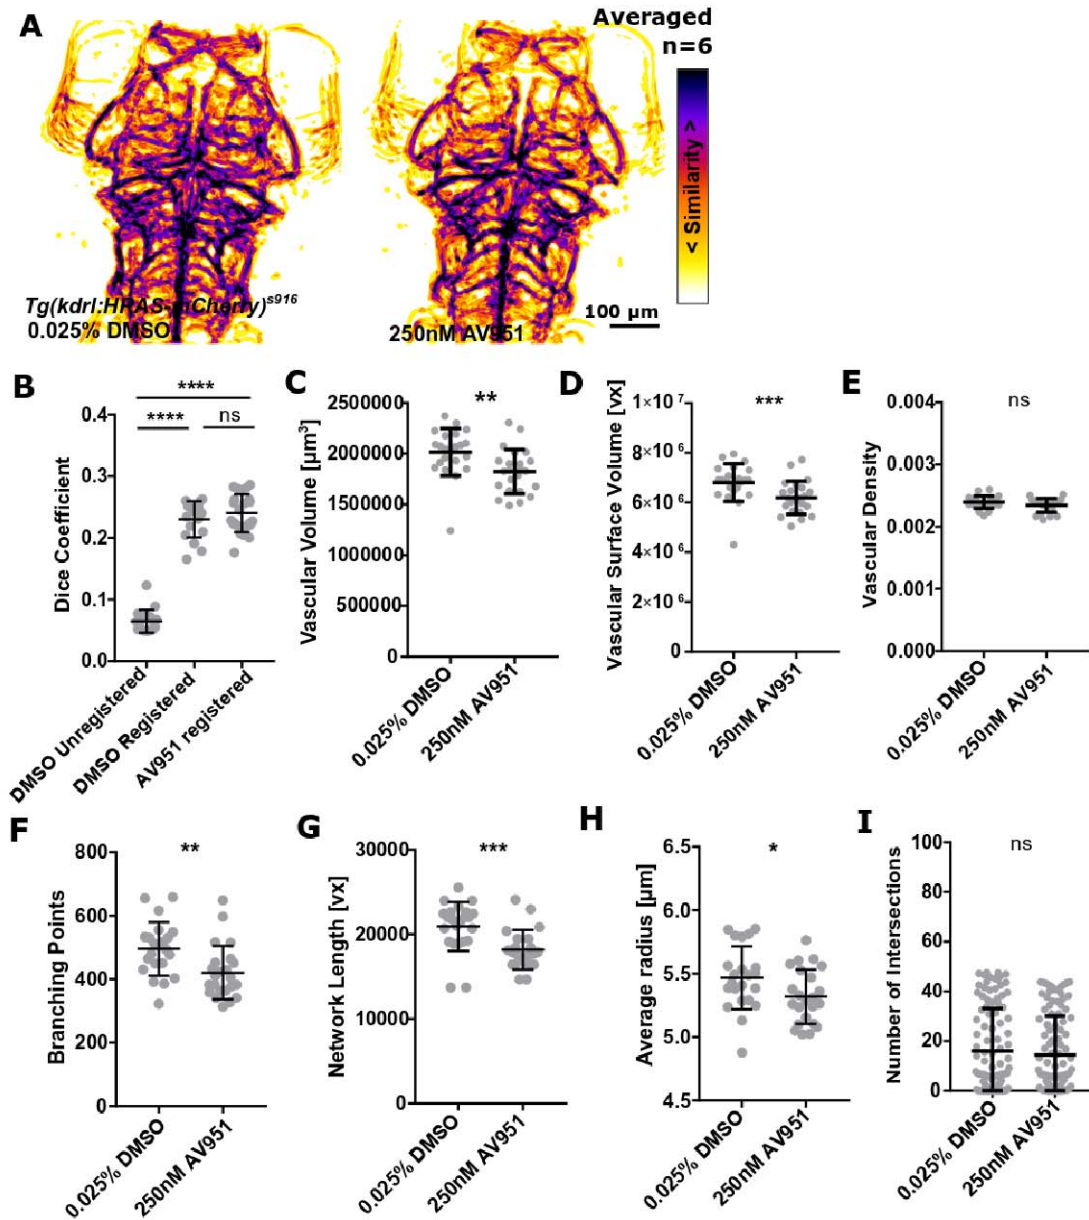 A
Averaged
n=6
< Similarity >
Tg(kdrl:HRAS-mCherry)s916
0.025% DMSO
250nM AV951
100 µm
B
****
****
ns
Dice Coefficient
0.4
0.3
0.2
0.1
0.0
DMSO Unregistered
DMSO Registered
AV951 registered
C
**
Vascular Volume [µm³]
2500000
2000000
1500000
1000000
500000
0
0.025% DMSO
250nM AV951
D
***
Vascular Surface Volume [vx]
1×10⁷
8×10⁶
6×10⁶
4×10⁶
2×10⁶
0
0.025% DMSO
250nM AV951
E
ns
Vascular Density
0.004
0.003
0.002
0.001
0.000
0.025% DMSO
250nM AV951
F
**
Branching Points
800
600
400
200
0
0.025% DMSO
250nM AV951
G
***
Network Length [vx]
30000
20000
10000
0
0.025% DMSO
250nM AV951
H
*
Average radius [µm]
6.5
6.0
5.5
5.0
4.5
0.025% DMSO
250nM AV951
I
ns
Number of Intersections
100
80
60
40
20
0
0.025% DMSO
250nM AV951